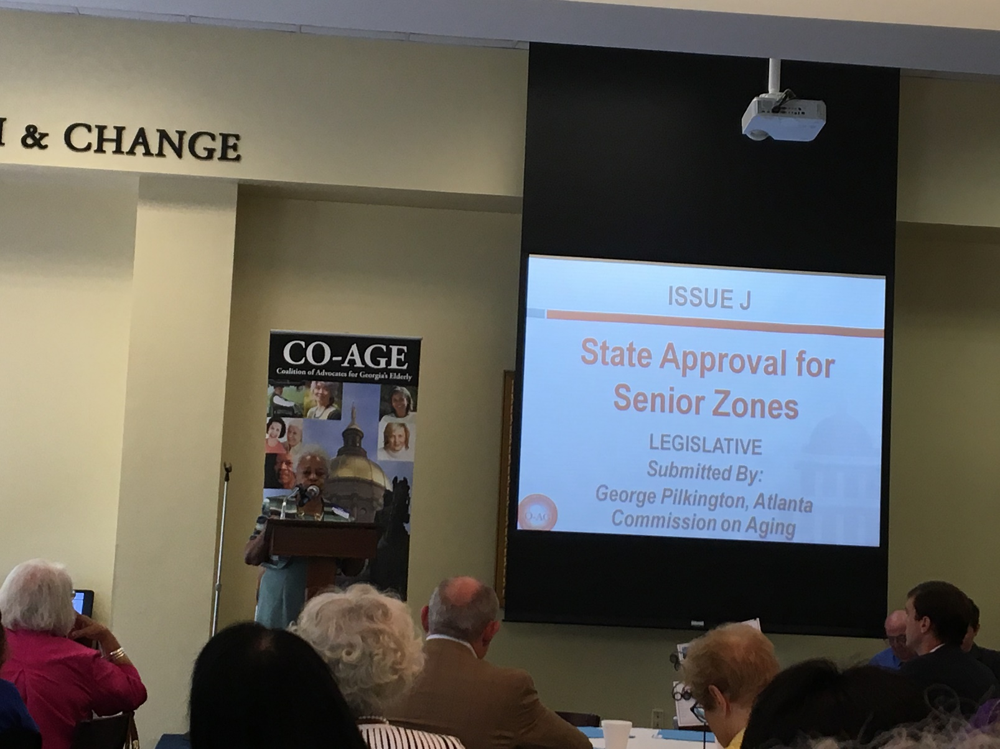 & CHANGE
CO-AGE
Coalition of Advocates for Georgia's Elderly
ISSUE J
State Approval for
Senior Zones
LEGISLATIVE
Submitted By:
George Pilkington, Atlanta
Commission on Aging
O-AG